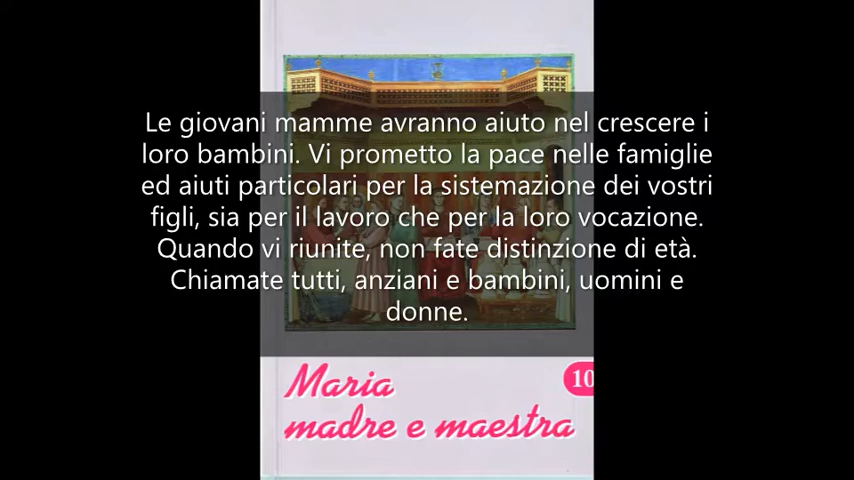 Le giovani mamme avranno aiuto nel crescere i
loro bambini. Vi prometto la pace nelle famiglie
ed aiuti particolari per la sistemazione dei vostri
figli, sia per il lavoro che per la loro vocazione.
Quando vi riunite, non fate distinzione di età.
Chiamate tutti, anziani e bambini, uomini e
donne.
Maria
10
madre e maestra